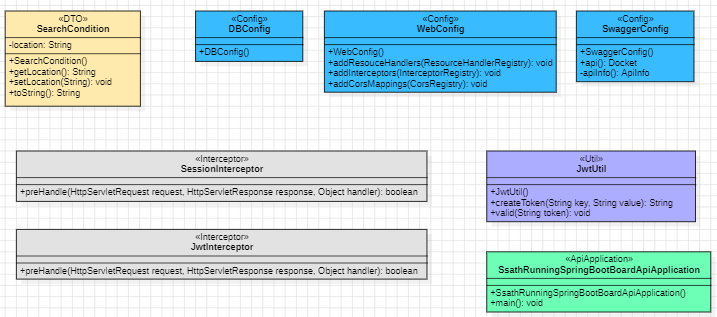 «DTO»
SearchCondition
-location: String
+SearchCondition()
+getLocation(): String
+setLocation(String): void
+toString(): String
«Config»
DBConfig
+DBConfig()
«Config»
WebConfig
+WebConfig()
+addResouceHandlers(ResourceHandlerRegistry): void
+addInterceptors(InterceptorRegistry): void
+addCorsMappings(CorsRegistry): void
«Config»
SwaggerConfig
+SwaggerConfig()
+api(): Docket
-apiInfo(): ApiInfo
«Interceptor»
SessionInterceptor
+preHandle(HttpServletRequest request, HttpServletResponse response, Object handler): boolean
«Util»
JwtUtil
+JwtUtil()
+createToken(String key, String value): String
+valid(String token): void
«Interceptor»
JwtInterceptor
+preHandle(HttpServletRequest request, HttpServletResponse response, Object handler): boolean
«ApiApplication»
SsathRunningSpringBootBoardApiApplication
+SsathRunningSpringBootBoardApiApplication()
+main(): void